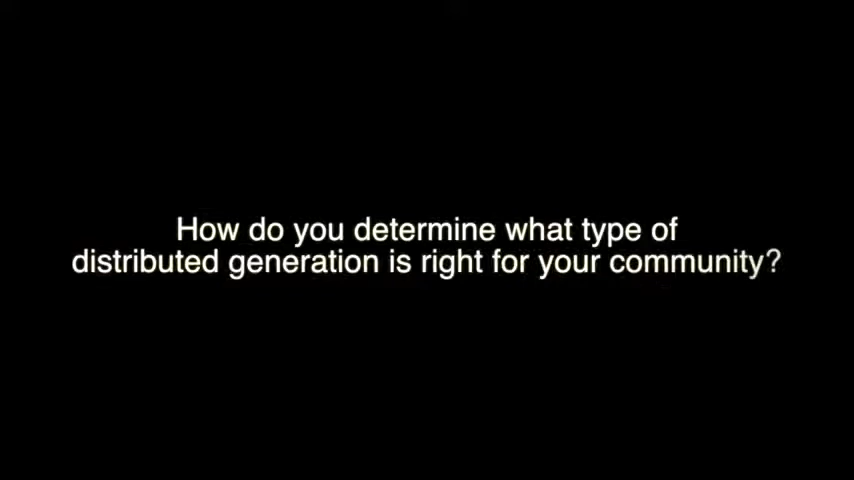 How do you determine what type of
distributed generation is right for your community?